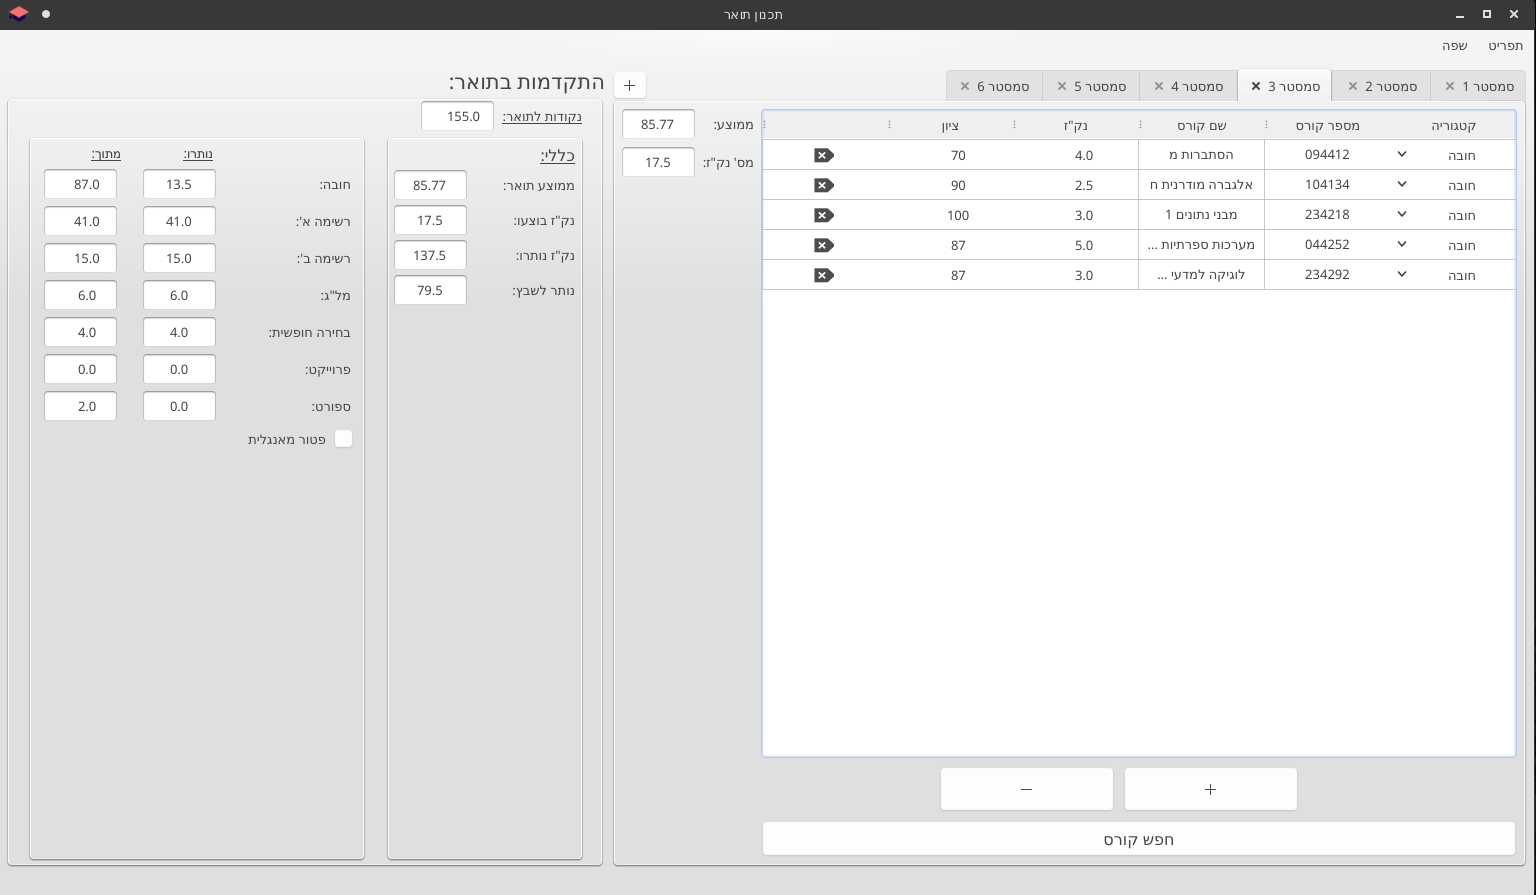 תכנון תואר
תפריט שפה
סמסטר 1 סמסטר 2 סמסטר 3 סמסטר 4 סמסטר 5 סמסטר 6
קטגוריה מספר קורס שם קורס נק"ז ציון
חובה 094412 הסתברות מ 4.0 70
חובה 104134 אלגברה מודרנית ח 2.5 90
חובה 234218 מבני נתונים 1 3.0 100
חובה 044252 מערכות ספרתיות ... 5.0 87
חובה 234292 לוגיקה למדעי ... 3.0 87
+ −
חפש קורס
ממוצע: 85.77
מס' נק"ז: 17.5
+
התקדמות בתואר:
נקודות לתואר: 155.0
כללי:
ממוצע תואר: 85.77
נק"ז בוצעו: 17.5
נק"ז נותרו: 137.5
נותר לשבץ: 79.5
נותרו: מתוך:
חובה: 13.5 87.0
רשימה א': 41.0 41.0
רשימה ב': 15.0 15.0
מל"ג: 6.0 6.0
בחירה חופשית: 4.0 4.0
פרוייקט: 0.0 0.0
ספורט: 0.0 2.0
פטור מאנגלית